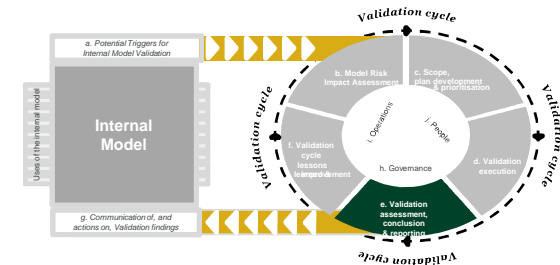 Validation cycle
a. Potential Triggers for
Internal Model Validation
b. Model Risk
Impact Assessment
c. Scope,
plan development
& prioritisation
Validation cycle
Validation cycle
Uses of the internal model
Internal
Model
i. Operations
j. People
f. Validation
cycle
lessons
learned &
improvement
d. Validation
execution
h. Governance
e. Validation
assessment,
conclusion
& reporting
g. Communication of, and
actions on, Validation findings
Validation cycle